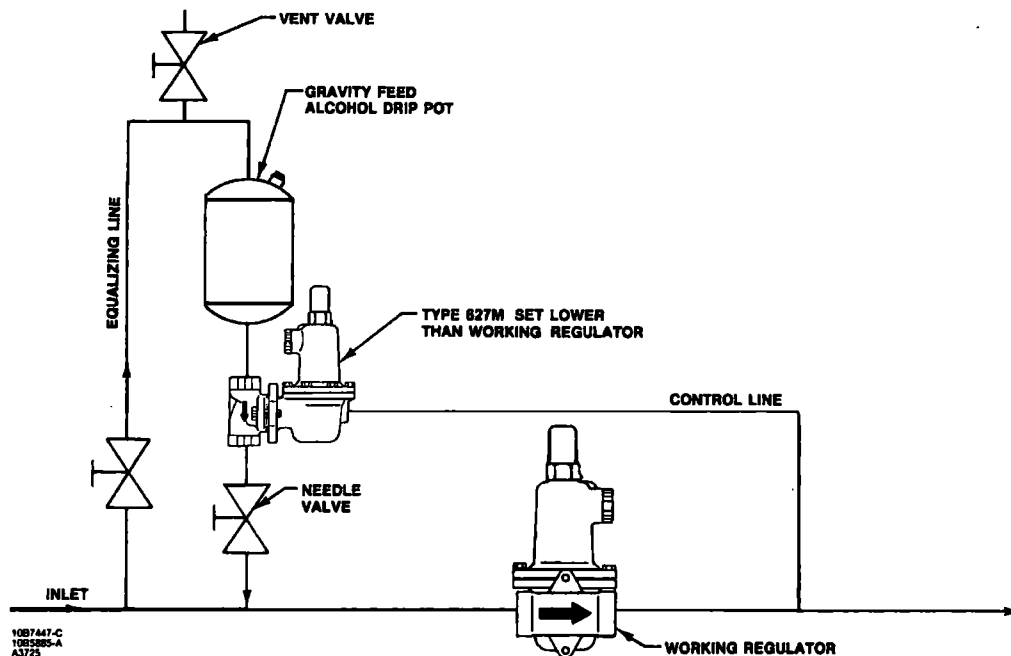 VENT VALVE
GRAVITY FEED
ALCOHOL DRIP POT
EQUALIZING LINE
TYPE 627M SET LOWER
THAN WORKING REGULATOR
CONTROL LINE
NEEDLE
VALVE
INLET
WORKING REGULATOR
10B7447-C
10B5885-A
A3725